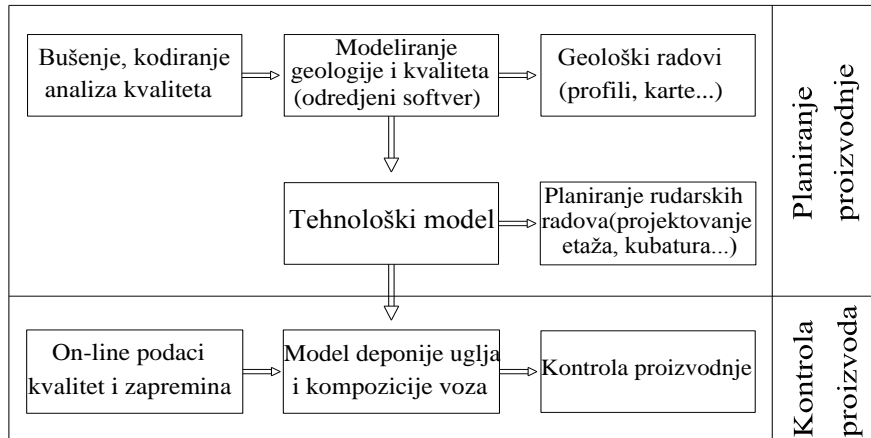 Bušenje, kodiranje
analiza kvaliteta
Modeliranje
geologije i kvaliteta
(odredjeni softver)
Geološki radovi
(profili, karte...)
Planiranje
proizvodnje
Tehnološki model
Planiranje rudarskih
radova(projektovanje
etaža, kubatura...)
On-line podaci
kvalitet i zapremina
Model deponije uglja
i kompozicije voza
Kontrola proizvodnje
Kontrola
proizvoda